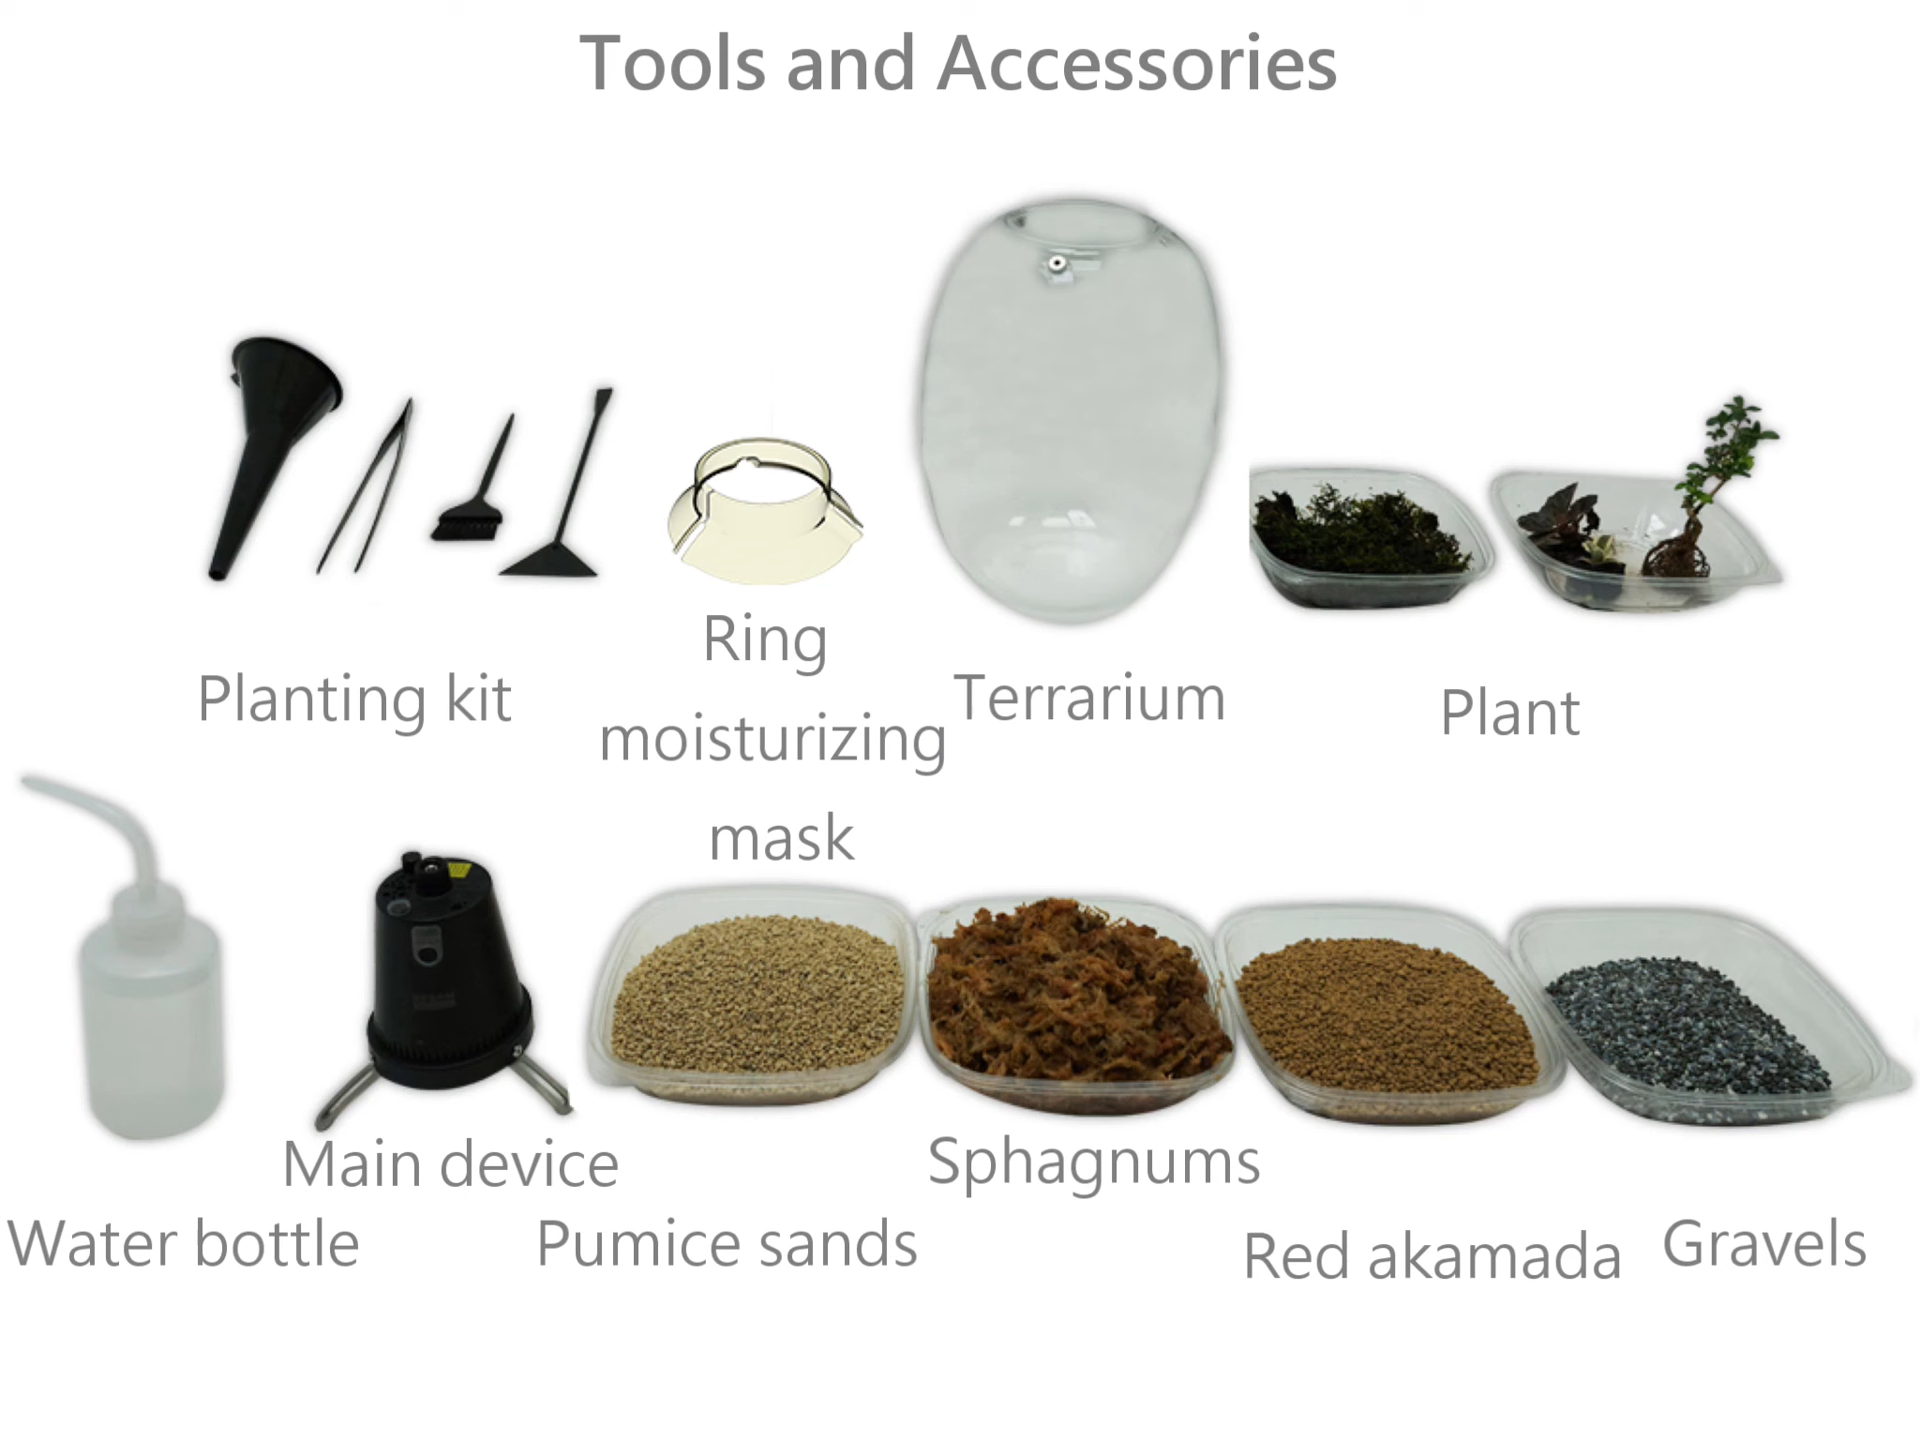 Tools and Accessories
Planting kit
Ring
moisturizing
mask
Terrarium
Plant
Water bottle
Main device
Pumice sands
Sphagnums
Red akamada
Gravels